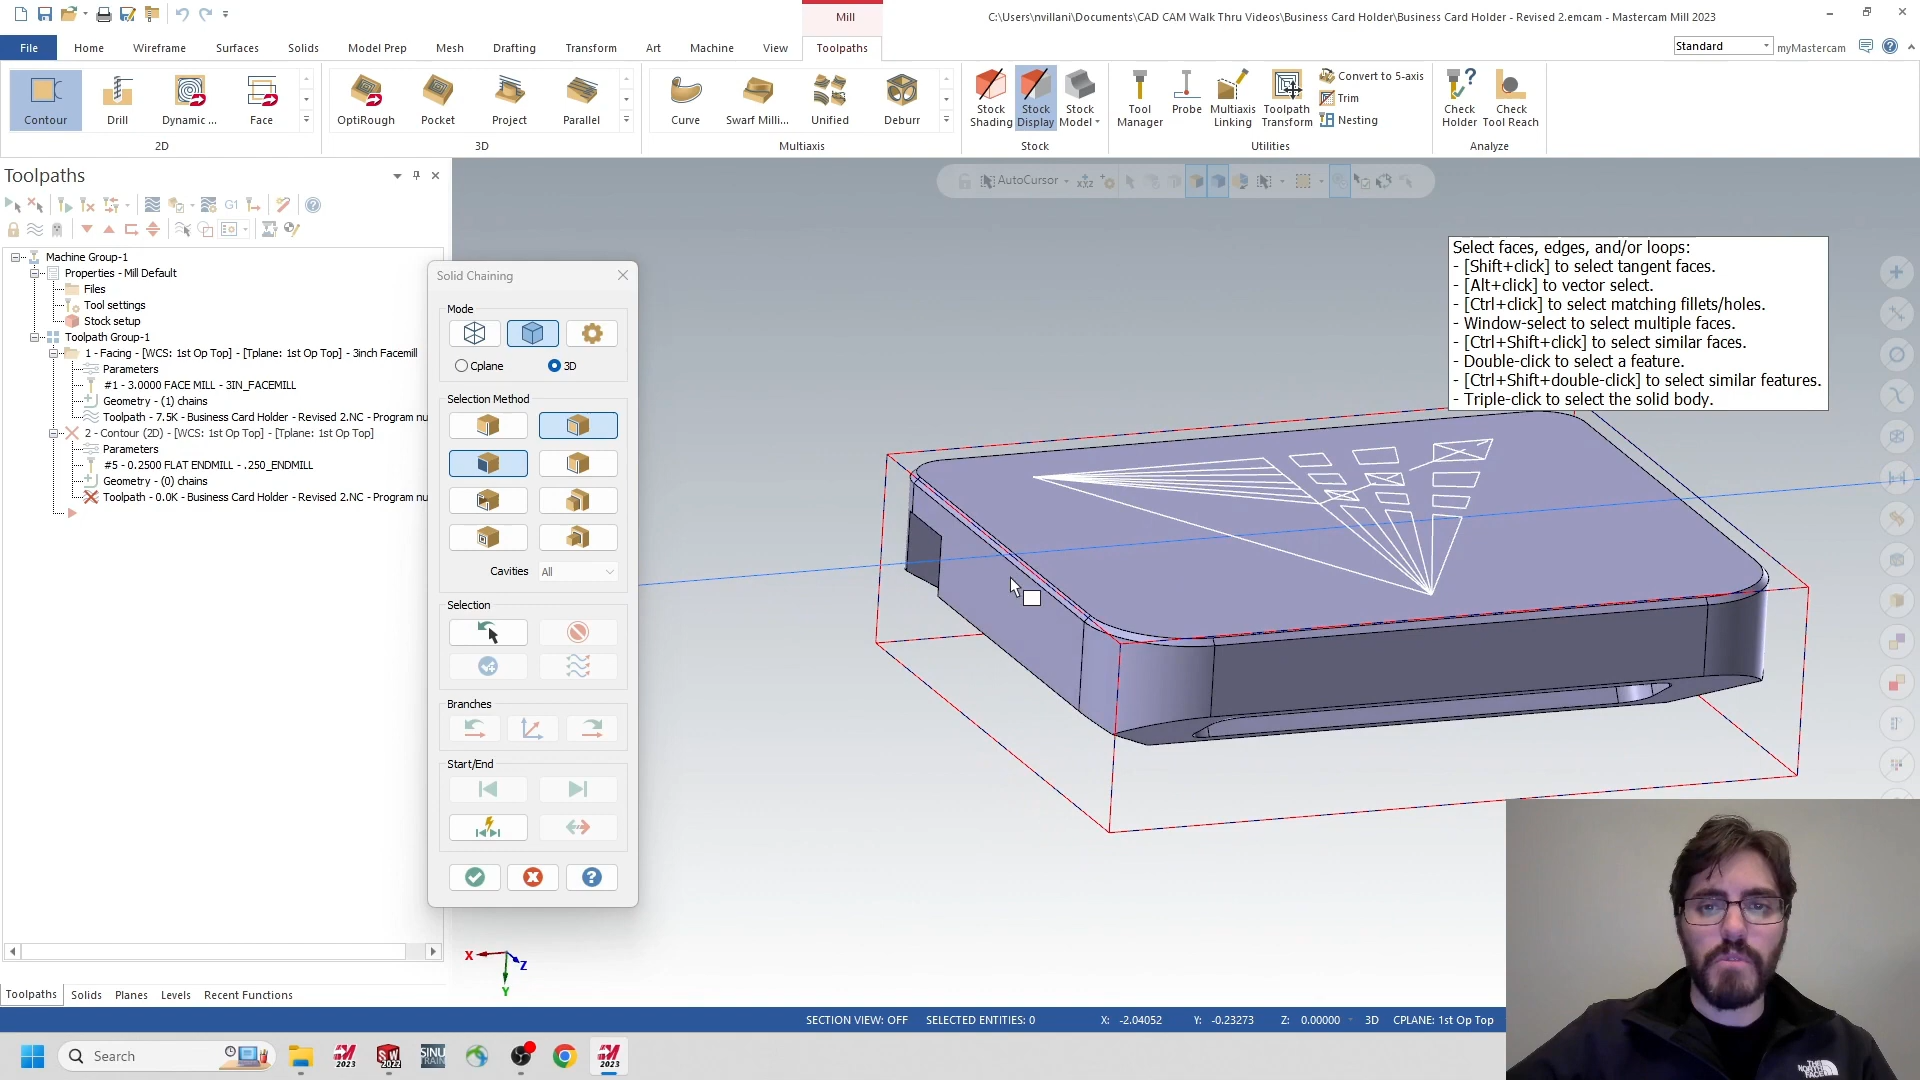 Mill
C:\Users\nvillani\Documents\CAD CAM Walk Thru Videos\Business Card Holder\Business Card Holder - Revised 2.emcam - Mastercam Mill 2023
File
Home
Wireframe
Surfaces
Solids
Model Prep
Mesh
Drafting
Transform
Art
Machine
View
Toolpaths
Standard
myMastercam
Contour
Drill
Dynamic ...
Face
2D
OptiRough
Pocket
Project
Parallel
3D
Curve
Swarf Milli...
Unified
Deburr
Multiaxis
Stock Shading
Stock Display
Stock Model
Stock
Tool Manager
Probe
Multiaxis Linking
Toolpath Transform
Convert to 5-axis
Trim
Nesting
Utilities
Check Holder
Check Tool Reach
Analyze
Toolpaths
G1
Machine Group-1
Properties - Mill Default
Files
Tool settings
Stock setup
Toolpath Group-1
1 - Facing - [WCS: 1st Op Top] - [Tplane: 1st Op Top] - 3inch Facemill
Parameters
#1 - 3.0000 FACE MILL - 3IN_FACEMILL
Geometry - (1) chains
Toolpath - 7.5K - Business Card Holder - Revised 2.NC - Program nu
2 - Contour (2D) - [WCS: 1st Op Top] - [Tplane: 1st Op Top]
Parameters
#5 - 0.2500 FLAT ENDMILL - .250_ENDMILL
Geometry - (0) chains
Toolpath - 0.0K - Business Card Holder - Revised 2.NC - Program nu
Solid Chaining
Mode
Cplane
3D
Selection Method
Cavities
All
Selection
Branches
Start/End
AutoCursor
Select faces, edges, and/or loops:
- [Shift+click] to select tangent faces.
- [Alt+click] to vector select.
- [Ctrl+click] to select matching fillets/holes.
- Window-select to select multiple faces.
- [Ctrl+Shift+click] to select similar faces.
- Double-click to select a feature.
- [Ctrl+Shift+double-click] to select similar features.
- Triple-click to select the solid body.
X
Z
Y
Toolpaths
Solids
Planes
Levels
Recent Functions
SECTION VIEW: OFF
SELECTED ENTITIES: 0
X: -2.04052
Y: -0.23273
Z: 0.00000
3D
CPLANE: 1st Op Top
Search
2023
SW
2022
SINU
TRAIN
2023
THE
NORTH
FACE